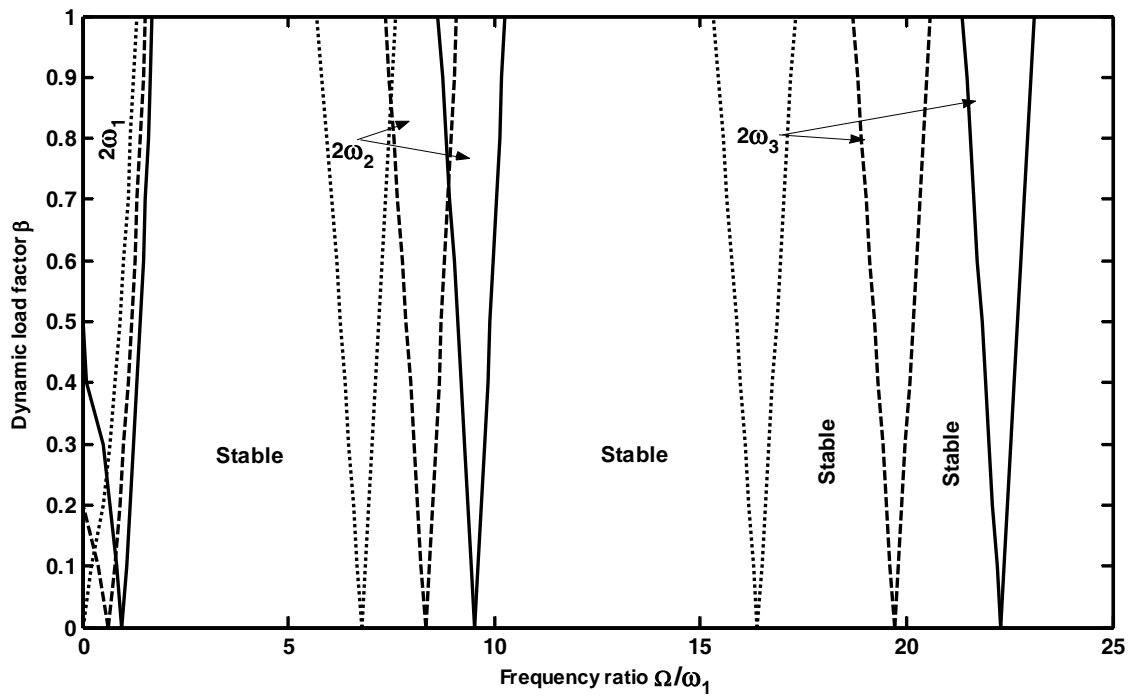 1
0.9
0.8
0.7
0.6
0.5
0.4
0.3
0.2
0.1
0
Dynamic load factor β
2ω1
2ω2
2ω3
Stable
Stable
Stable
Stable
0 5 10 15 20 25
Frequency ratio Ω/ω1